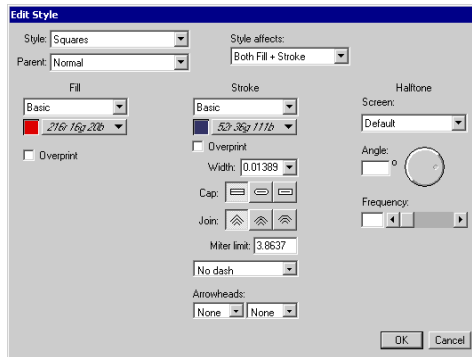 Edit Style
Style: Squares
Style affects:
Parent: Normal
Both Fill + Stroke
Fill
Stroke
Halftone
Basic
Basic
Screen:
216r 16g 20b
52r 36g 111b
Default
Overprint
Overprint
Angle:
°
Width: 0.01389
Cap:
Frequency:
Join:
Miter limit: 3.8637
No dash
Arrowheads:
None None
OK Cancel